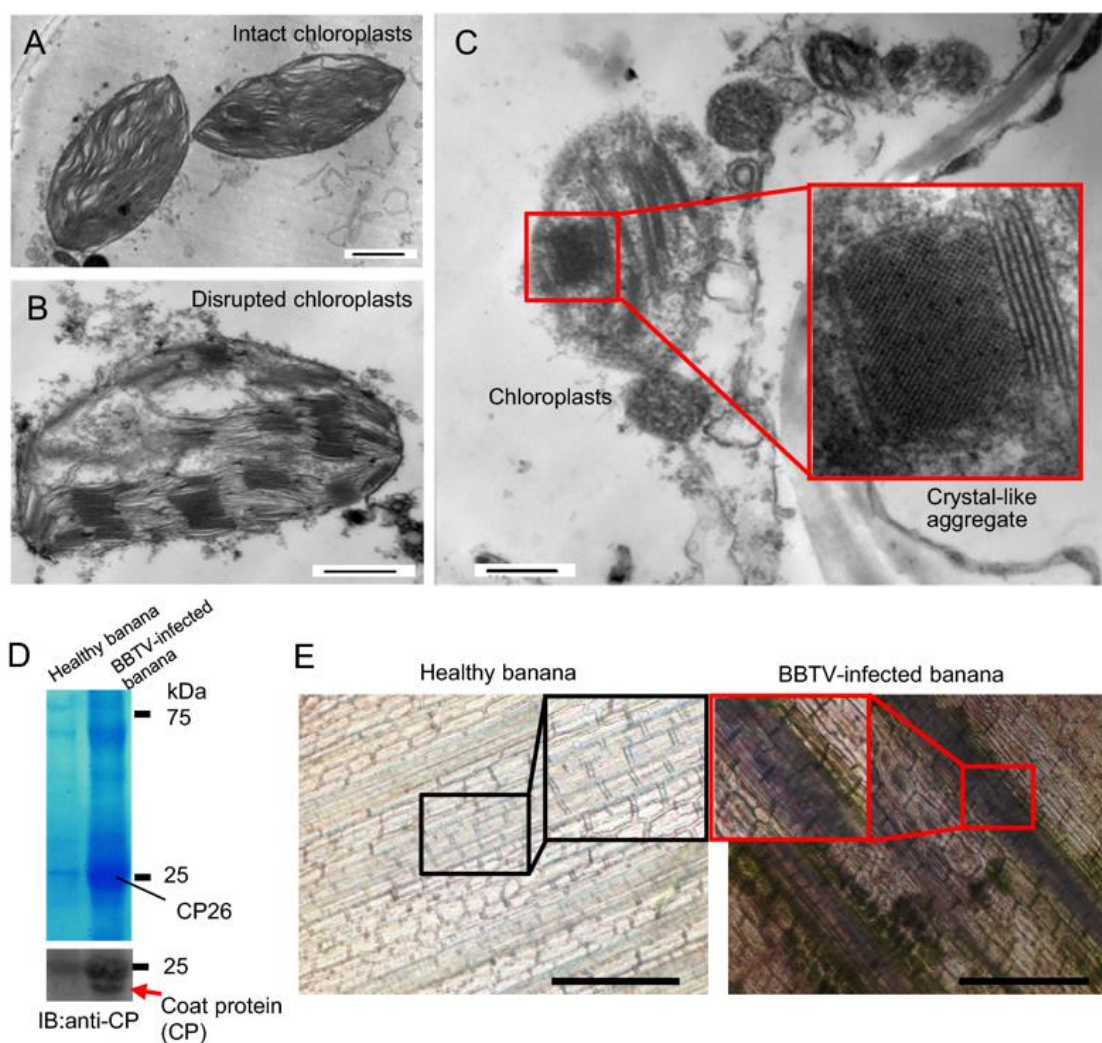 A
Intact chloroplasts
B
Disrupted chloroplasts
C
Chloroplasts
Crystal-like
aggregate
D
Healthy banana
BBTV-infected
banana
kDa
75
25
CP26
25
Coat protein
(CP)
IB:anti-CP
E
Healthy banana
BBTV-infected banana